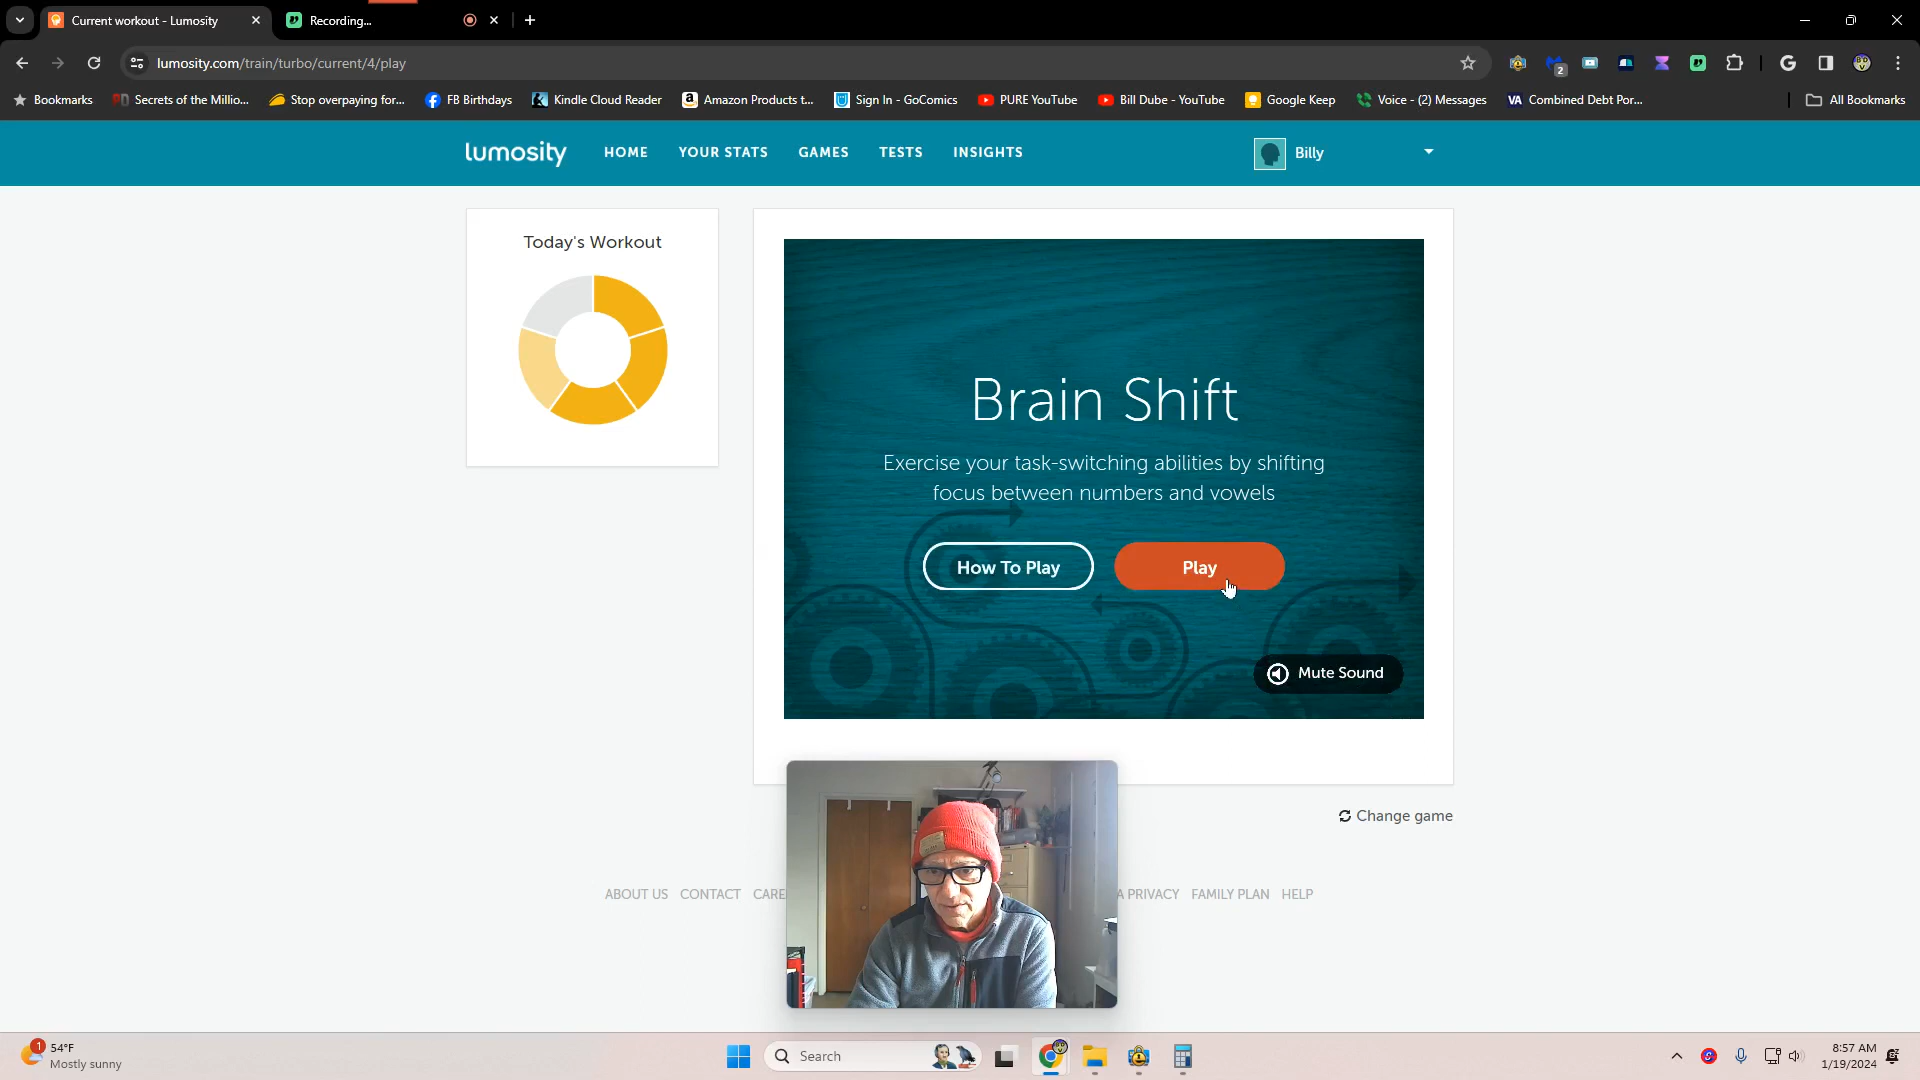 Current workout - Lumosity
Recording...
lumosity.com/train/turbo/current/4/play
2
Bookmarks
Secrets of the Millio...
Stop overpaying for...
FB Birthdays
Kindle Cloud Reader
Amazon Products t...
Sign In - GoComics
PURE YouTube
Bill Dube - YouTube
Google Keep
Voice - (2) Messages
VA Combined Debt Por...
All Bookmarks
lumosity
HOME
YOUR STATS
GAMES
TESTS
INSIGHTS
Billy
Today's Workout
Brain Shift
Exercise your task-switching abilities by shifting
focus between numbers and vowels
How To Play
Play
Mute Sound
Change game
ABOUT US
CONTACT
CARE
A PRIVACY
FAMILY PLAN
HELP
1
54°F
Mostly sunny
Search
8:57 AM
1/19/2024